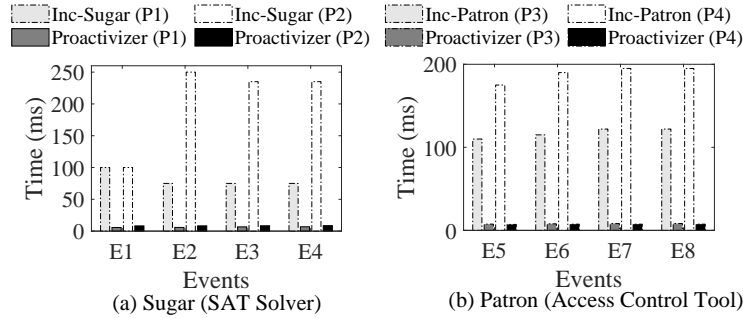 Inc-Sugar (P1) Inc-Sugar (P2)
Proactivizer (P1) Proactivizer (P2)
250
200
150
100
50
0
Time (ms)
E1 E2 E3 E4
Events
(a) Sugar (SAT Solver)
Inc-Patron (P3) Inc-Patron (P4)
Proactivizer (P3) Proactivizer (P4)
200
100
0
Time (ms)
E5 E6 E7 E8
Events
(b) Patron (Access Control Tool)